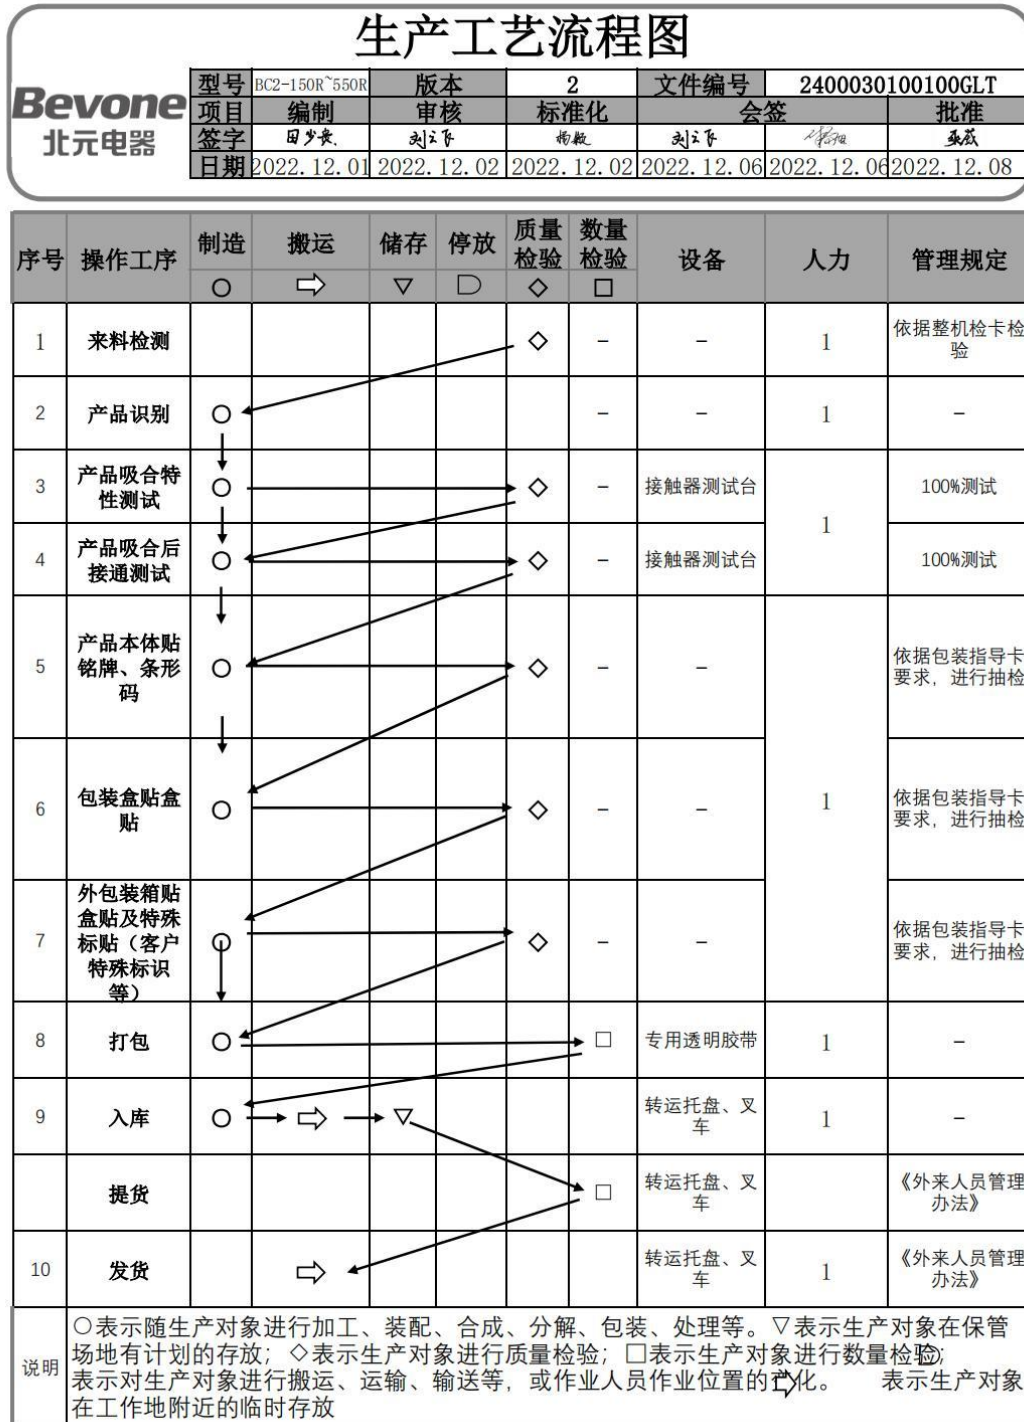 生产工艺流程图
Bevone
北元电器
型号 BC2-150R~550R 版本 2 文件编号 2400030100100GLT
项目 编制 审核 标准化 会签 批准
签字
日期 2022.12.01 2022.12.02 2022.12.02 2022.12.06 2022.12.06 2022.12.08
序号 操作工序 制造 搬运 储存 停放 质量检验 数量检验 设备 人力 管理规定
○ ⇨ ▽ D ◇ □
1 来料检测 ◇ - - 1 依据整机检卡检验
2 产品识别 ○ - - 1 -
3 产品吸合特性测试 ○ ◇ - 接触器测试台 1 100%测试
4 产品吸合后接通测试 ○ ◇ - 接触器测试台 100%测试
5 产品本体贴铭牌、条形码 ○ ◇ - - 依据包装指导卡要求,进行抽检
6 包装盒贴盒贴 ○ ◇ - - 1 依据包装指导卡要求,进行抽检
7 外包装箱贴盒贴及特殊标贴(客户特殊标识等) ○ ◇ - - 依据包装指导卡要求,进行抽检
8 打包 ○ □ 专用透明胶带 1 -
9 入库 ○ ⇨ ▽ 转运托盘、叉车 1 -
提货 □ 转运托盘、叉车 《外来人员管理办法》
10 发货 ⇨ 转运托盘、叉车 1 《外来人员管理办法》
说明
○表示随生产对象进行加工、装配、合成、分解、包装、处理等。▽表示生产对象在保管
场地有计划的存放；◇表示生产对象进行质量检验；□表示生产对象进行数量检验；
表示对生产对象进行搬运、运输、输送等，或作业人员作业位置的变化。 表示生产对象
在工作地附近的临时存放